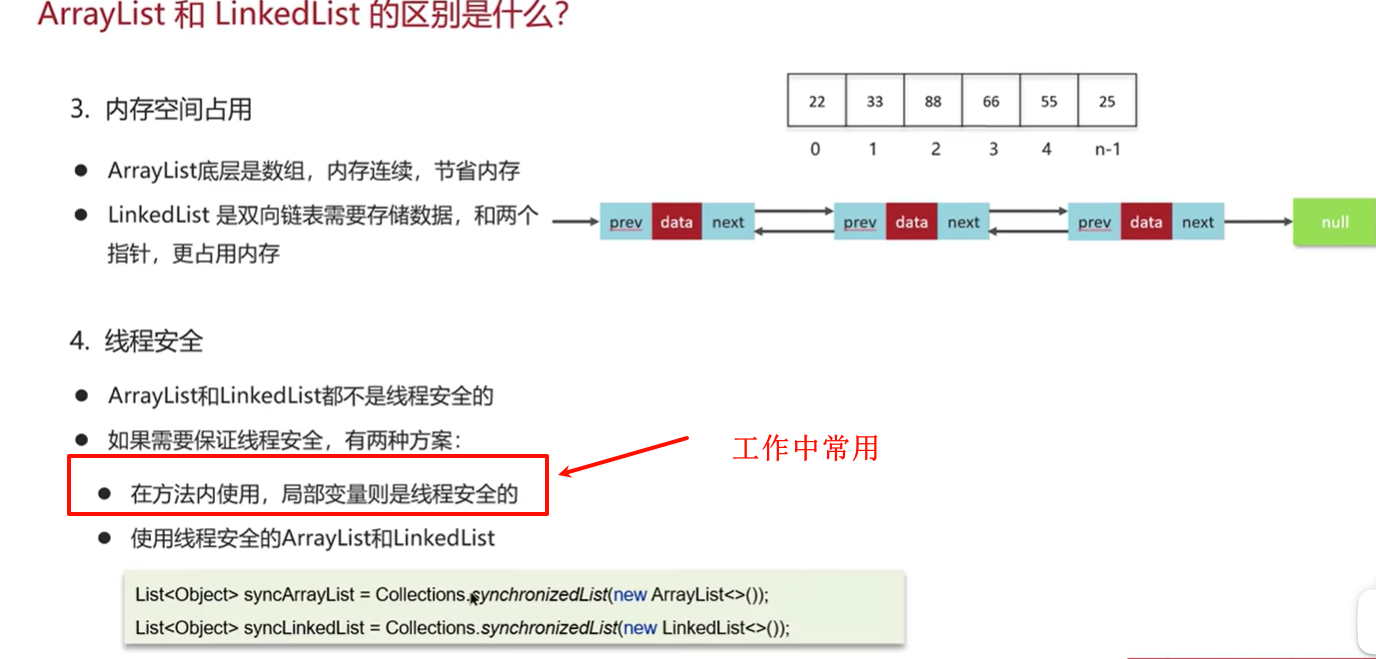 ArrayList 和 LinkedList 的区别是什么？
3. 内存空间占用
22 33 88 66 55 25
0 1 2 3 4 n-1
● ArrayList底层是数组，内存连续，节省内存
● LinkedList 是双向链表需要存储数据，和两个
指针，更占用内存
prev data next prev data next prev data next null
4. 线程安全
● ArrayList和LinkedList都不是线程安全的
● 如果需要保证线程安全，有两种方案：
工作中常用
● 在方法内使用，局部变量则是线程安全的
● 使用线程安全的ArrayList和LinkedList
List<Object> syncArrayList = Collections.synchronizedList(new ArrayList<>());
List<Object> syncLinkedList = Collections.synchronizedList(new LinkedList<>());